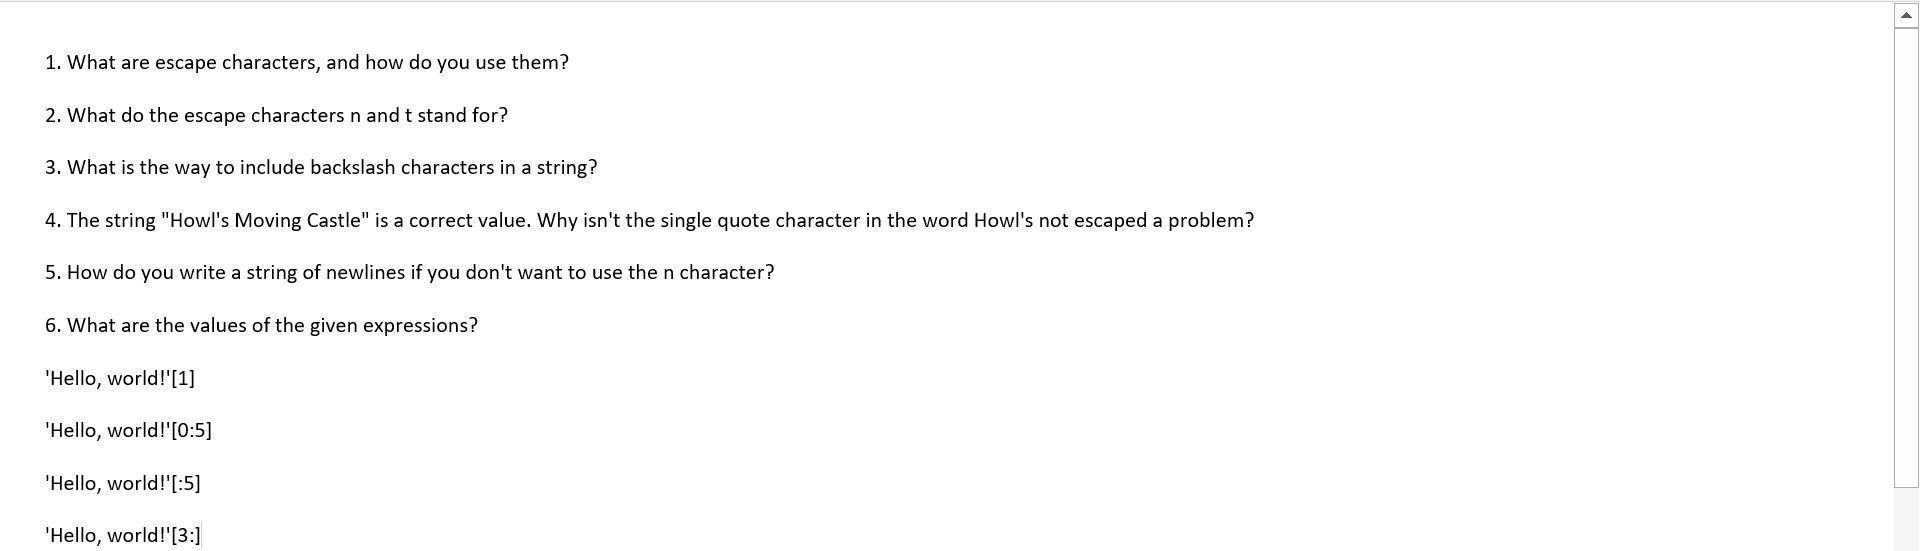 1. What are escape characters, and how do you use them?
2. What do the escape characters n and t stand for?
3. What is the way to include backslash characters in a string?
4. The string "Howl's Moving Castle" is a correct value. Why isn't the single quote character in the word Howl's not escaped a problem?
5. How do you write a string of newlines if you don't want to use the n character?
6. What are the values of the given expressions?
'Hello, world!'[1]
'Hello, world!'[0:5]
'Hello, world!'[:5]
'Hello, world!'[3:]